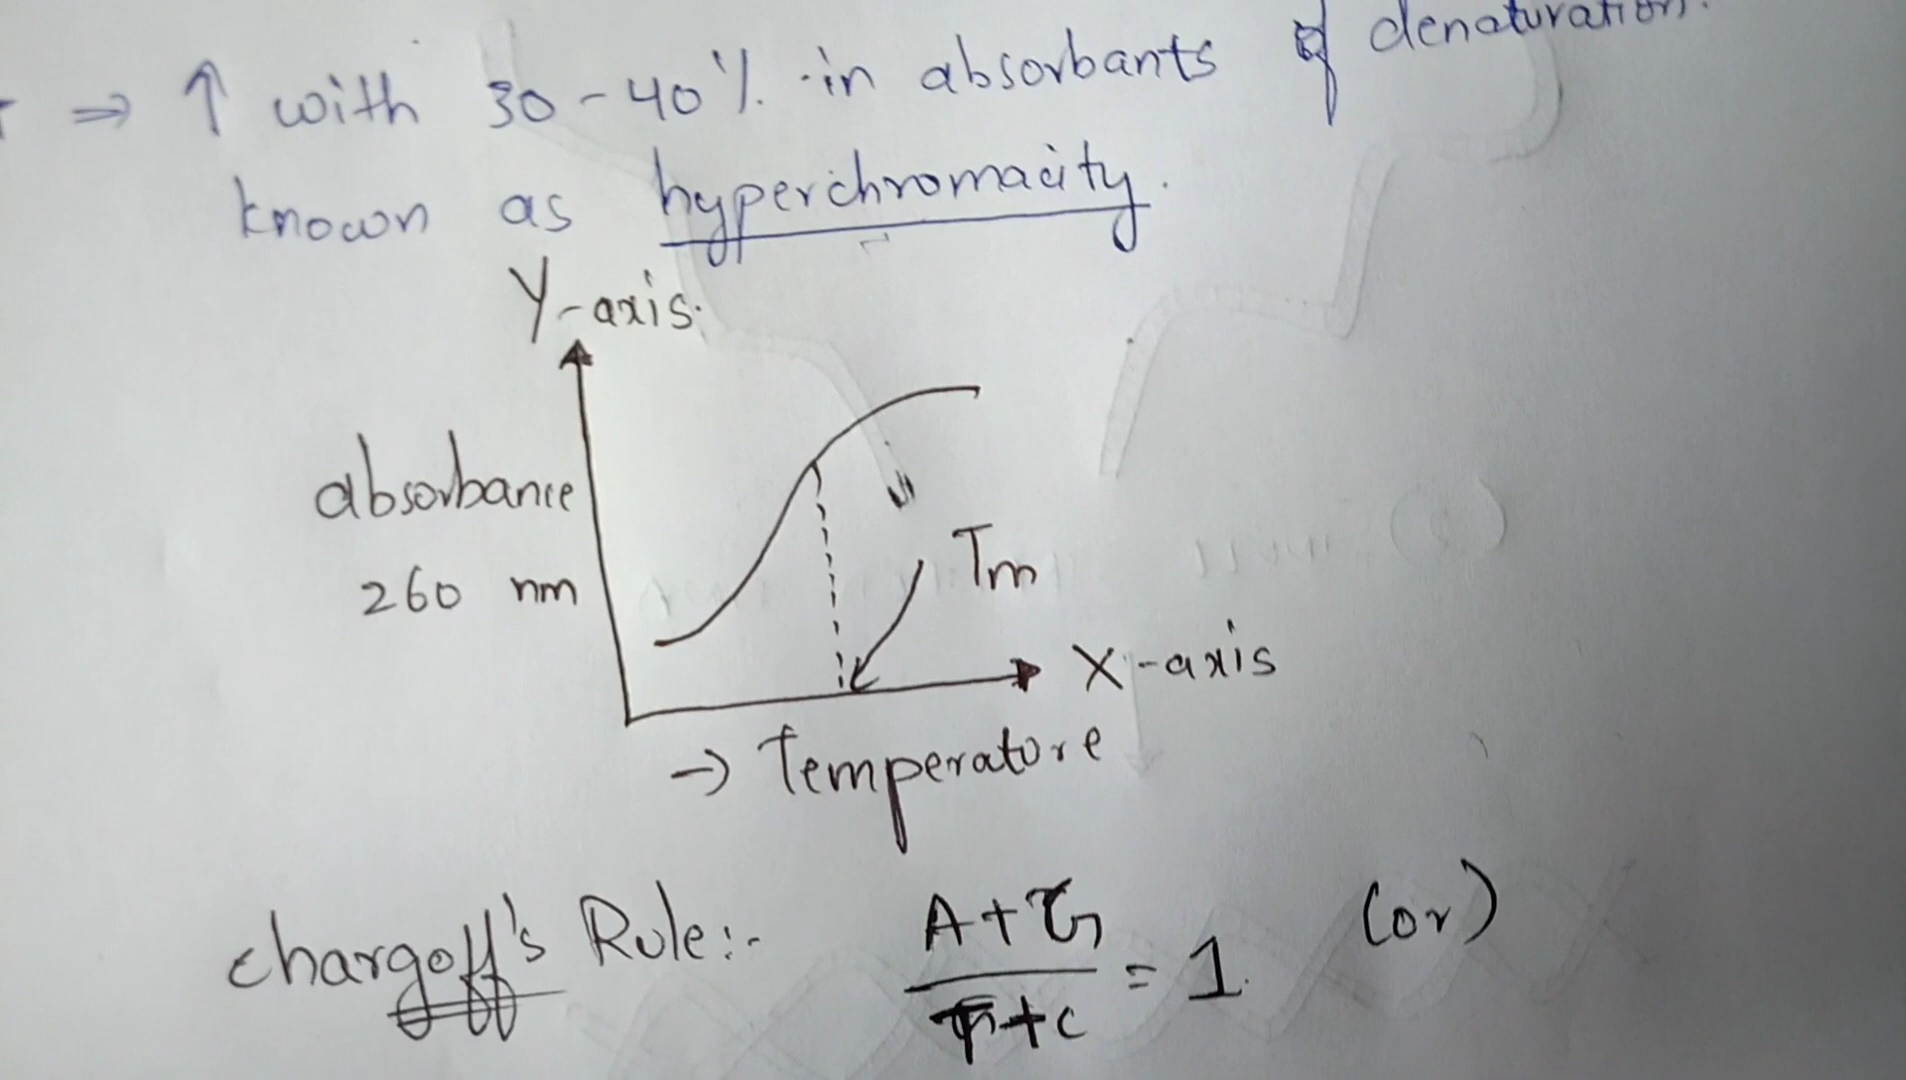 ⇒ ↑ with 30-40% in absorbants of denaturation.
known as hyperchromacity.
Y-axis
absorbance
260 nm
Tm
X-axis
→ Temperature
chargoff's Rule:- A+G/T+C = 1 (or)